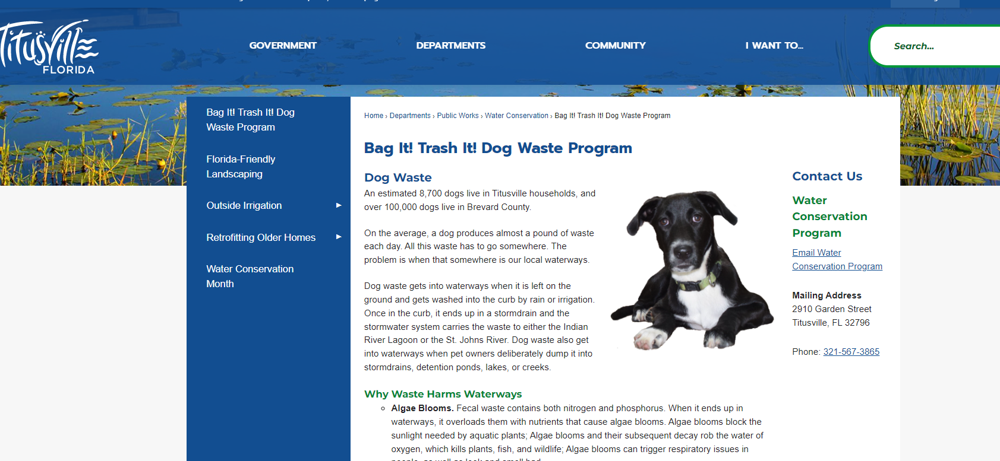 Titusville
FLORIDA
GOVERNMENT
DEPARTMENTS
COMMUNITY
I WANT TO...
Search...
Bag It! Trash It! Dog
Waste Program
Florida-Friendly
Landscaping
Outside Irrigation
Retrofitting Older Homes
Water Conservation
Month
Home › Departments › Public Works › Water Conservation › Bag It! Trash It! Dog Waste Program
Bag It! Trash It! Dog Waste Program
Dog Waste
An estimated 8,700 dogs live in Titusville households, and
over 100,000 dogs live in Brevard County.
On the average, a dog produces almost a pound of waste
each day. All this waste has to go somewhere. The
problem is when that somewhere is our local waterways.
Dog waste gets into waterways when it is left on the
ground and gets washed into the curb by rain or irrigation.
Once in the curb, it ends up in a stormdrain and the
stormwater system carries the waste to either the Indian
River Lagoon or the St. Johns River. Dog waste also get
into waterways when pet owners deliberately dump it into
stormdrains, detention ponds, lakes, or creeks.
Why Waste Harms Waterways
Algae Blooms. Fecal waste contains both nitrogen and phosphorus. When it ends up in
waterways, it overloads them with nutrients that cause algae blooms. Algae blooms block the
sunlight needed by aquatic plants; Algae blooms and their subsequent decay rob the water of
oxygen, which kills plants, fish, and wildlife; Algae blooms can trigger respiratory issues in
Contact Us
Water
Conservation
Program
Email Water
Conservation Program
Mailing Address
2910 Garden Street
Titusville, FL 32796
Phone: 321-567-3865